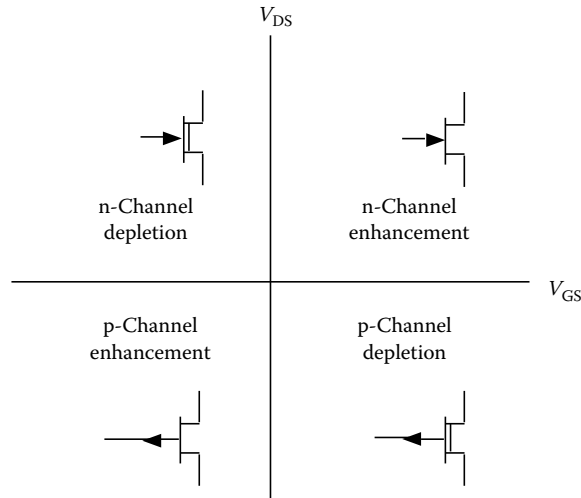 V_DS
n-Channel
depletion
n-Channel
enhancement
V_GS
p-Channel
enhancement
p-Channel
depletion